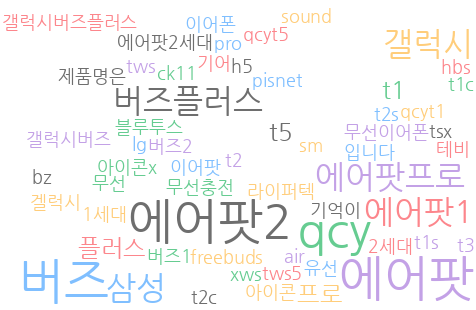 sound
갤럭시버즈플러스 이어폰
에어팟2세대 pro qcyt5 갤럭시
제품명은 tws ck11 기어 h5 hbs
pisnet t1 t1c
버즈플러스
t2s qcyt1
갤럭시버즈 블루투스 t5 무선이어폰 tsx
lg 버즈2 sm 입니다 테비
아이콘x 이어팟 t2
bz 무선 무선충전 라이퍼텍 에어팟프로
겔럭시 1세대 에어팟2 기억이 에어팟1
플러스 qcy 2세대 t1s t3
버즈1 freebuds air
버즈 삼성 xws tws5 유선 에어팟
t2c 아이콘 프로